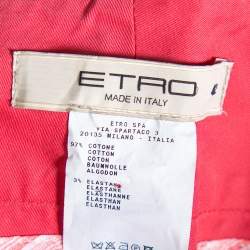 ETRO
MADE IN ITALY
ETRO SPA
VIA SPARTACO 3
20135 MILANO - ITALIA
97% COTONE
COTTON
COTON
BAUMWOLLE
ALGODON
3% ELASTAN
ELASTANE
ELASTHANNE
ELASTHAN
ELASTAN